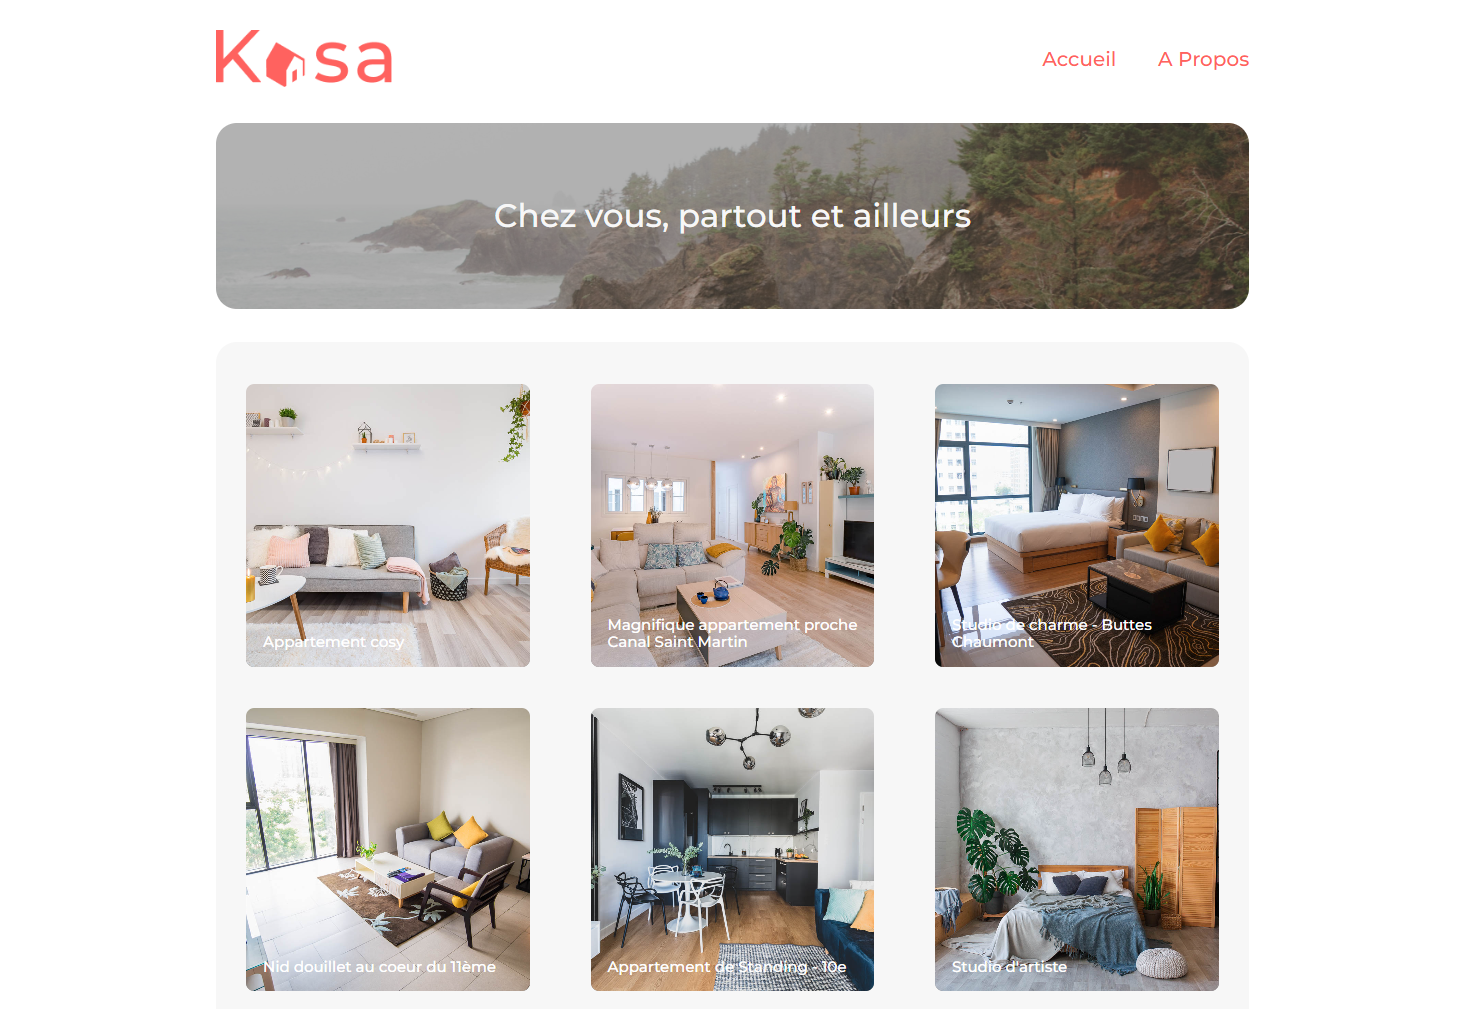 Kasa
Accueil
A Propos
Chez vous, partout et ailleurs
Appartement cosy
Magnifique appartement proche
Canal Saint Martin
Studio de charme - Buttes
Chaumont
Nid douillet au coeur du 11ème
Appartement de Standing - 10e
Studio d'artiste